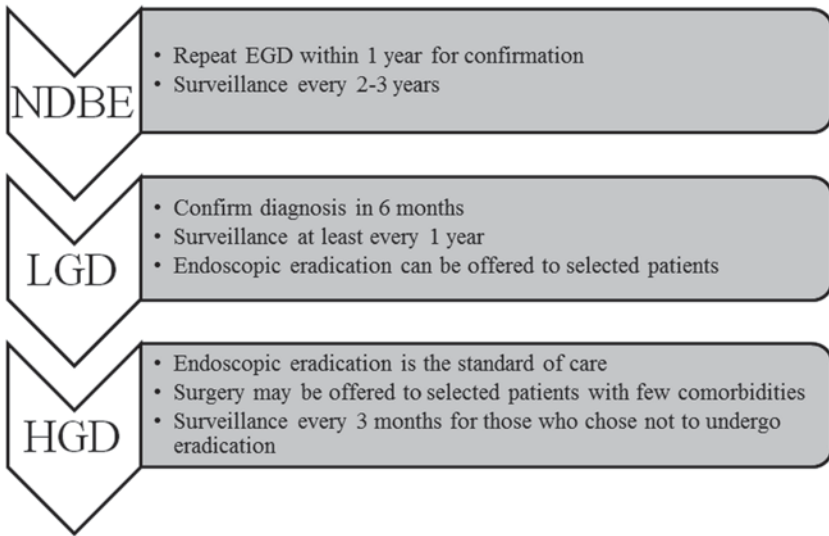 NDBE
• Repeat EGD within 1 year for confirmation
• Surveillance every 2-3 years
LGD
• Confirm diagnosis in 6 months
• Surveillance at least every 1 year
• Endoscopic eradication can be offered to selected patients
HGD
• Endoscopic eradication is the standard of care
• Surgery may be offered to selected patients with few comorbidities
• Surveillance every 3 months for those who chose not to undergo
eradication